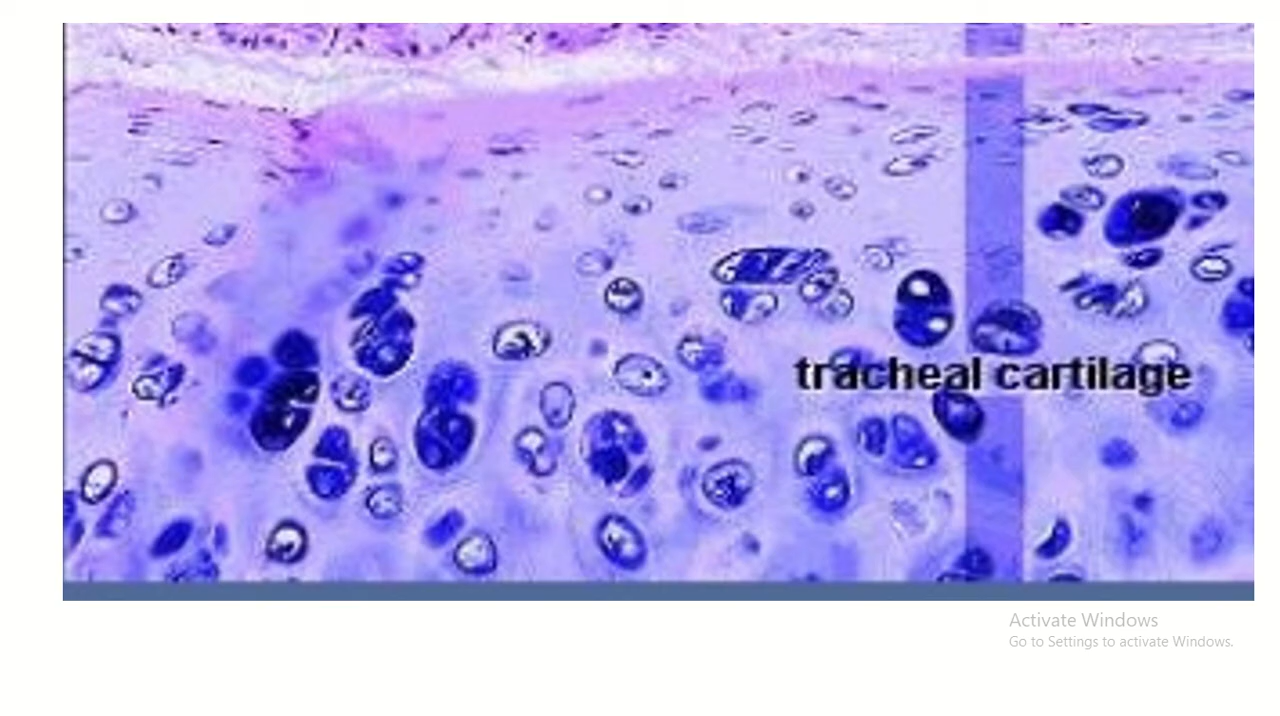 tracheal cartilage
Activate Windows
Go to Settings to activate Windows.